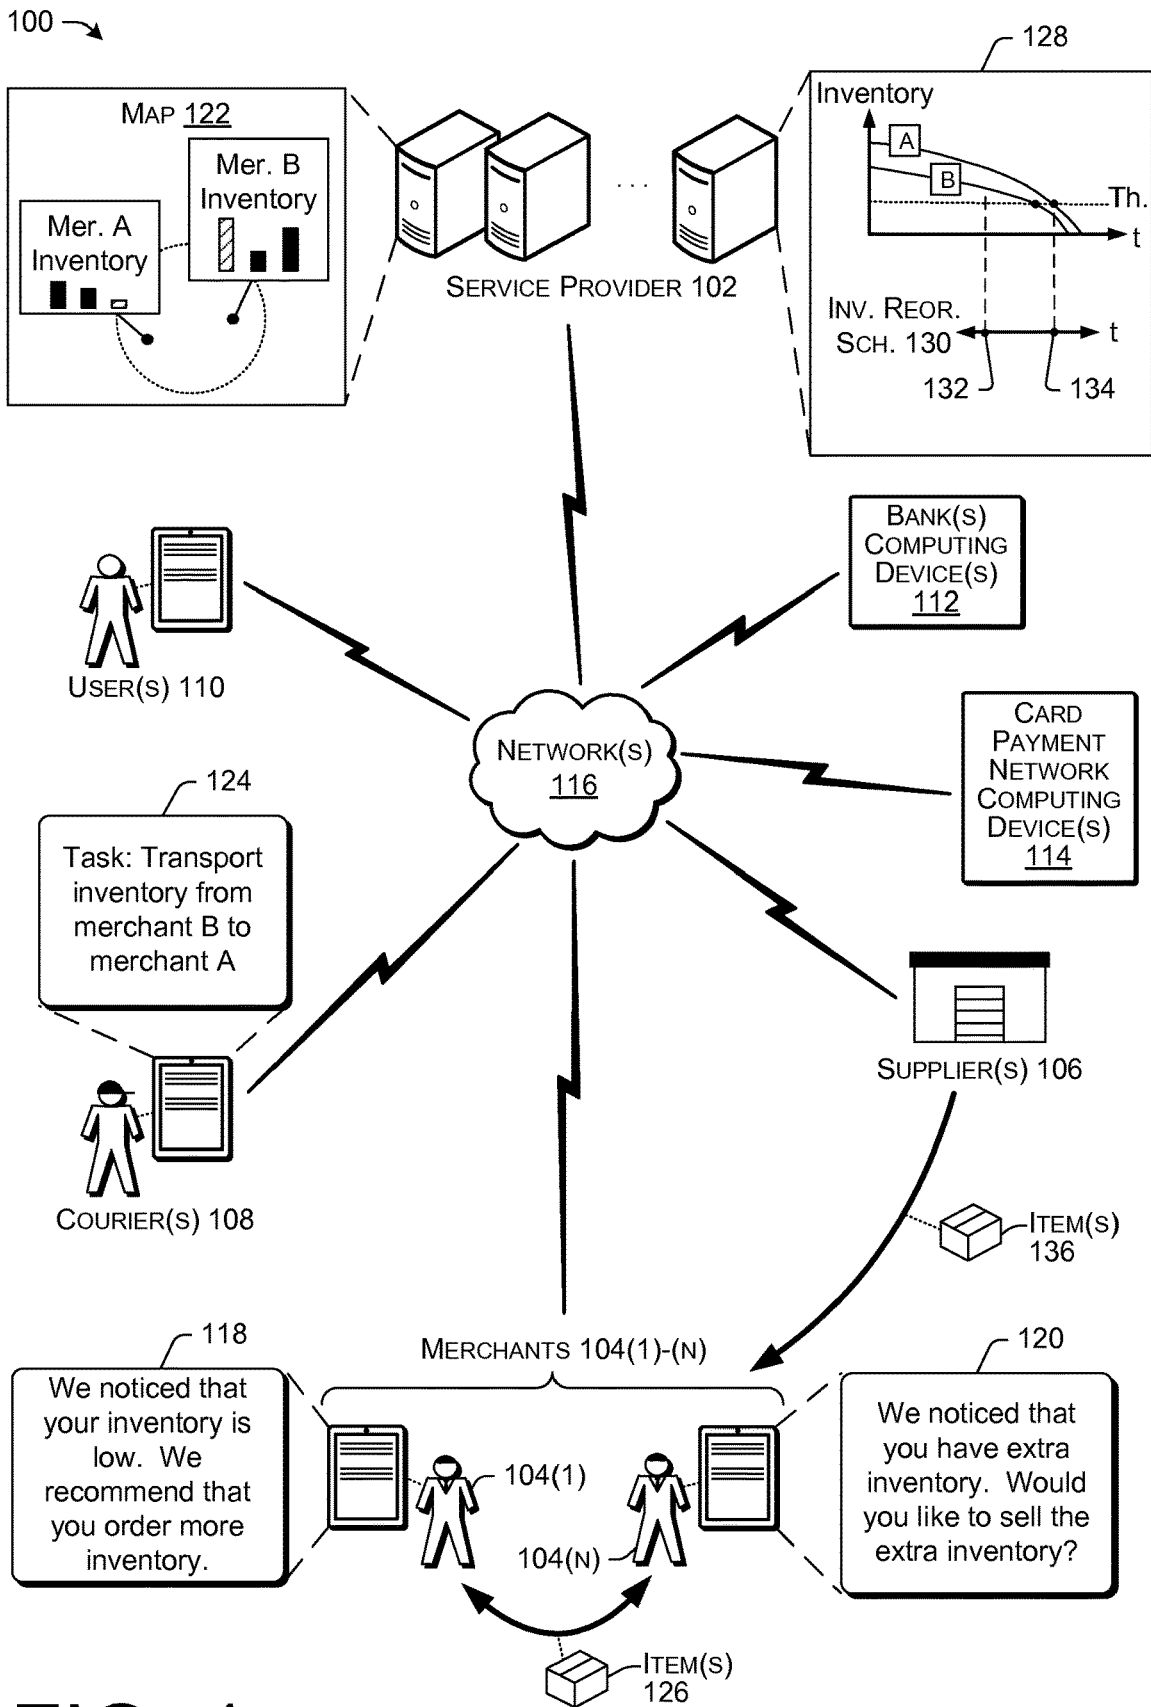 100
128
MAP 122
Mer. B
Inventory
Mer. A
Inventory
...
SERVICE PROVIDER 102
Inventory
A
B
Th.
t
INV. REOR.
SCH. 130
t
132
134
BANK(S)
COMPUTING
DEVICE(S)
112
USER(S) 110
NETWORK(S)
116
CARD
PAYMENT
NETWORK
COMPUTING
DEVICE(S)
114
124
Task: Transport
inventory from
merchant B to
merchant A
SUPPLIER(S) 106
COURIER(S) 108
ITEM(S)
136
118
MERCHANTS 104(1)-(N)
120
We noticed that
your inventory is
low. We
recommend that
you order more
inventory.
104(1)
104(N)
We noticed that
you have extra
inventory. Would
you like to sell the
extra inventory?
ITEM(S)
126